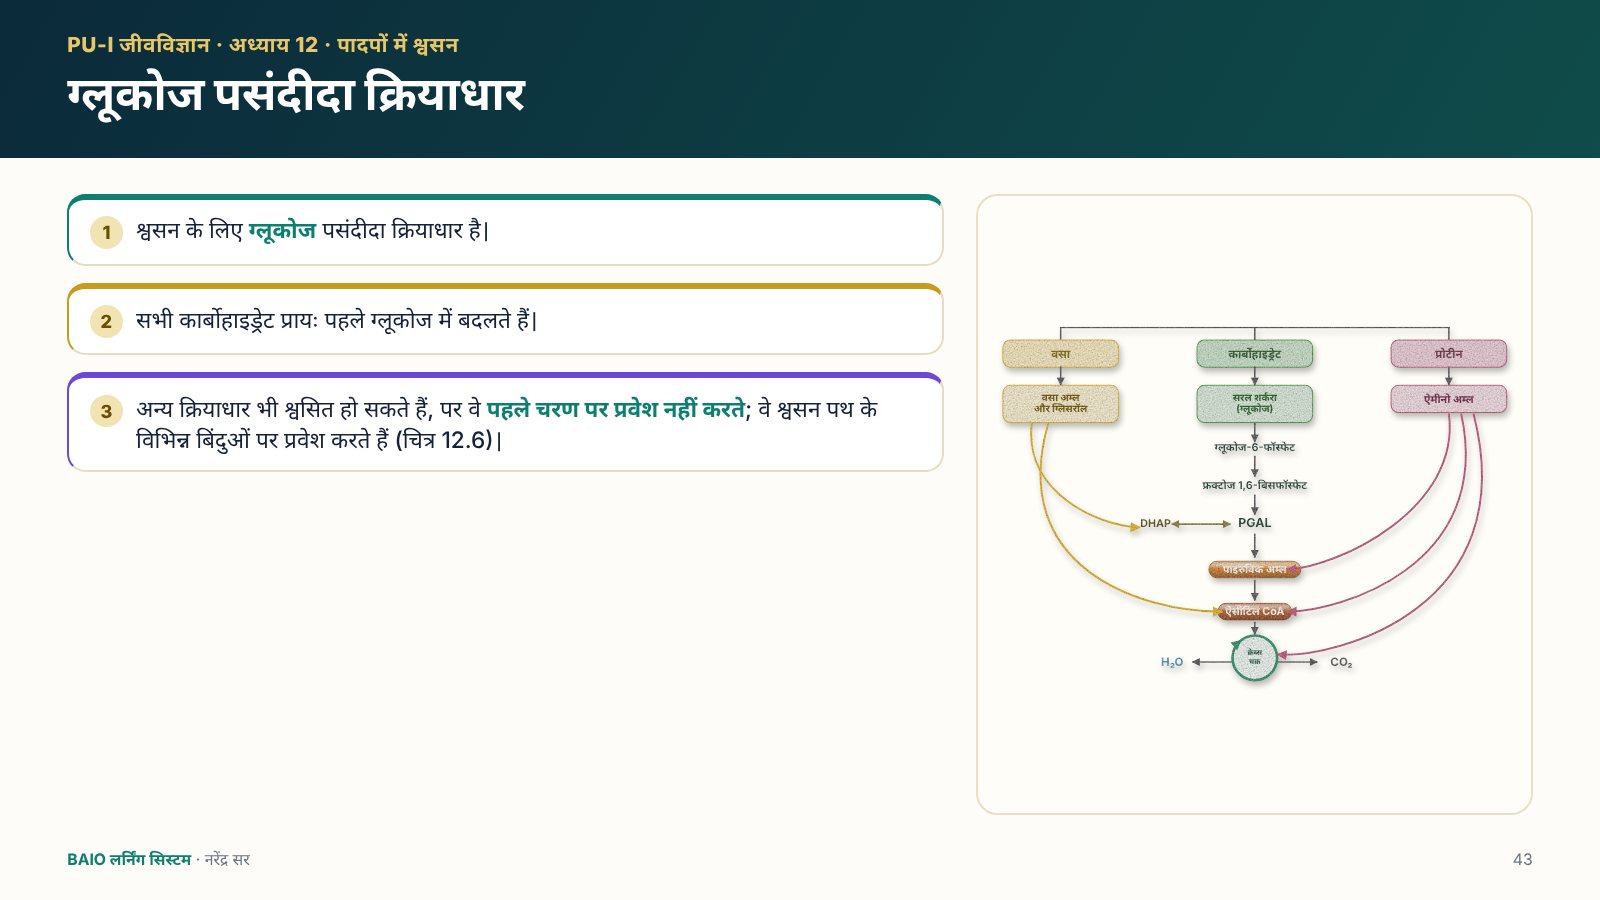 PU-I जीवविज्ञान · अध्याय 12 · पादपों में श्वसन
ग्लूकोज पसंदीदा क्रियाधार
1 श्वसन के लिए ग्लूकोज पसंदीदा क्रियाधार है|
2 सभी कार्बोहाइड्रेट प्रायः पहले ग्लूकोज में बदलते हैं|
3 अन्य क्रियाधार भी श्वसित हो सकते हैं, पर वे पहले चरण पर प्रवेश नहीं करते; वे श्वसन पथ के
विभिन्न बिंदुओं पर प्रवेश करते हैं (चित्र 12.6)|
वसा कार्बोहाइड्रेट प्रोटीन
वसा अम्ल
और ग्लिसरॉल
सरल शर्करा
(ग्लूकोज)
ऐमीनो अम्ल
ग्लूकोज-6-फॉस्फेट
फ्रक्टोज 1,6-बिसफॉस्फेट
DHAP PGAL
पाइरुविक अम्ल
ऐसीटिल CoA
क्रेब्स
चक्र
H₂O CO₂
BAIO लर्निंग सिस्टम · नरेंद्र सर
43